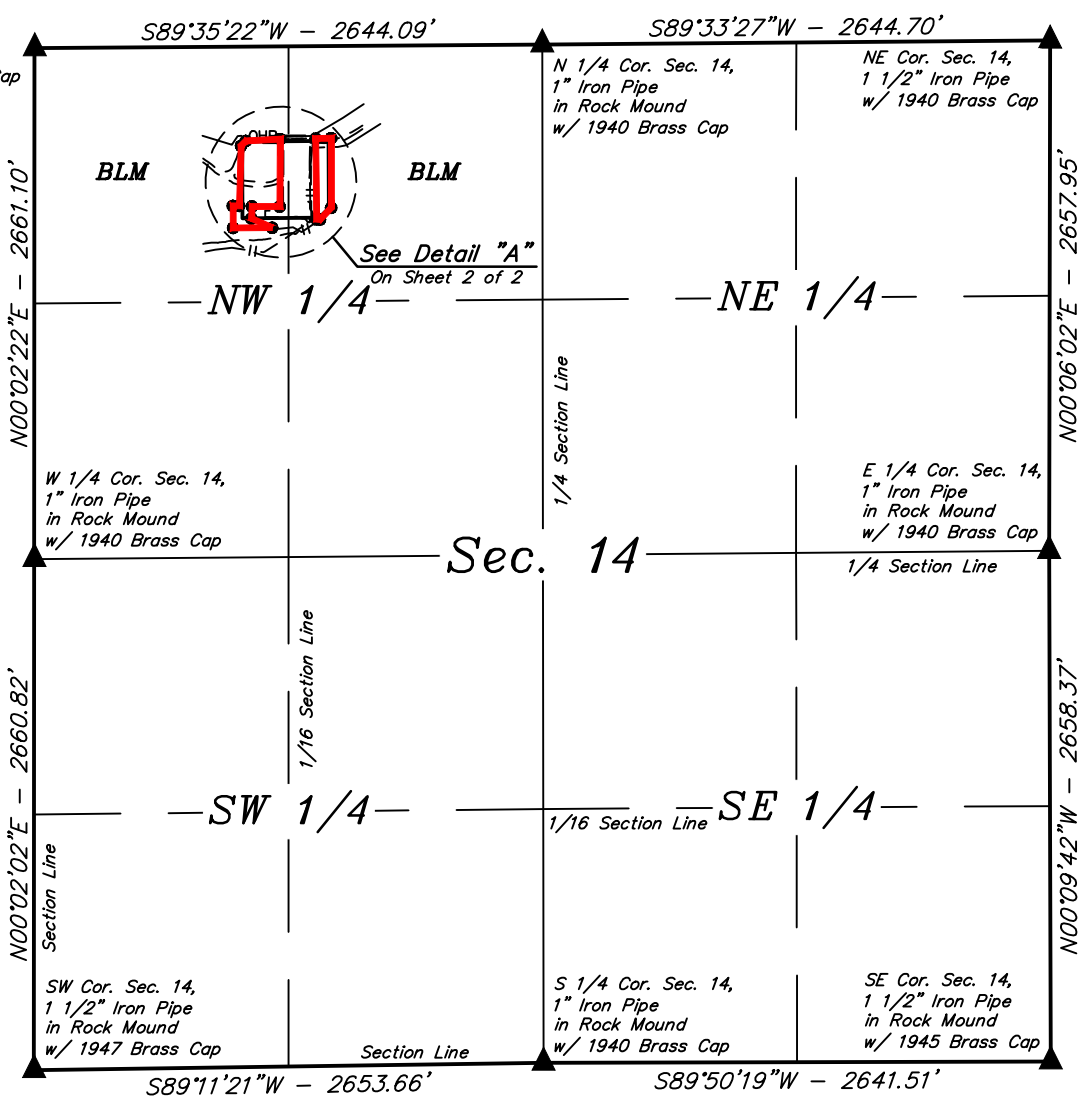 S89°35'22"W - 2644.09'
S89°33'27"W - 2644.70'
Cap
N 1/4 Cor. Sec. 14,
1" Iron Pipe
in Rock Mound
w/ 1940 Brass Cap
NE Cor. Sec. 14,
1 1/2" Iron Pipe
w/ 1940 Brass Cap
OHP
BLM
BLM
N00°02'22"E - 2661.10'
N00°06'02"E - 2657.95'
See Detail "A"
On Sheet 2 of 2
NW 1/4
NE 1/4
1/4 Section Line
W 1/4 Cor. Sec. 14,
1" Iron Pipe
in Rock Mound
w/ 1940 Brass Cap
E 1/4 Cor. Sec. 14,
1" Iron Pipe
in Rock Mound
w/ 1940 Brass Cap
Sec. 14
1/4 Section Line
1/16 Section Line
N00°02'02"E - 2660.82'
N00°09'42"W - 2658.37'
SW 1/4
SE 1/4
1/16 Section Line
Section Line
SW Cor. Sec. 14,
1 1/2" Iron Pipe
in Rock Mound
w/ 1947 Brass Cap
S 1/4 Cor. Sec. 14,
1" Iron Pipe
in Rock Mound
w/ 1940 Brass Cap
SE Cor. Sec. 14,
1 1/2" Iron Pipe
in Rock Mound
w/ 1945 Brass Cap
Section Line
S89°11'21"W - 2653.66'
S89°50'19"W - 2641.51'